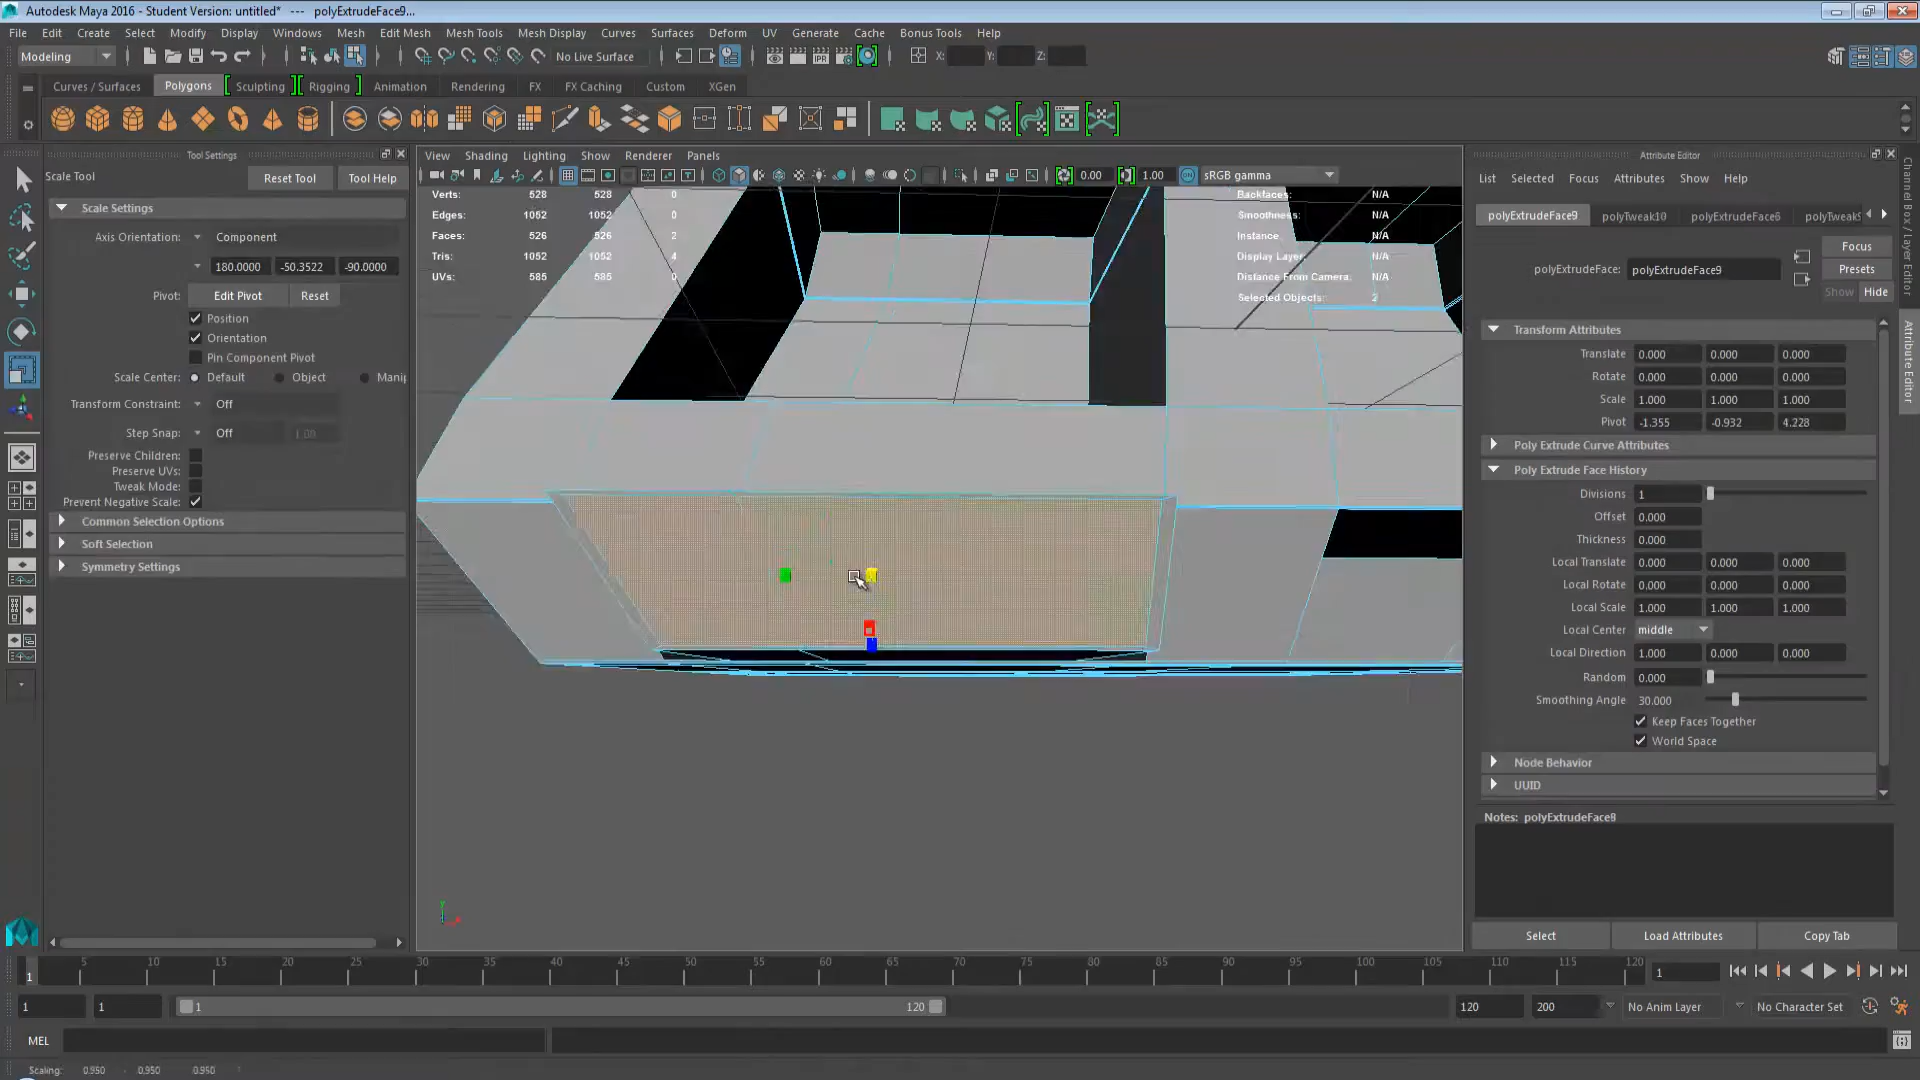 Autodesk Maya 2016 - Student Version: untitled* --- polyExtrudeFace9...
File Edit Create Select Modify Display Windows Mesh Edit Mesh Mesh Tools Mesh Display Curves Surfaces Deform UV Generate Cache Bonus Tools Help
Modeling No Live Surface X: Y: Z:
Curves / Surfaces Polygons Sculpting Rigging Animation Rendering FX FX Caching Custom XGen
Tool Settings
Scale Tool Reset Tool Tool Help
Scale Settings
Axis Orientation: Component
180.0000 -50.3522 -90.0000
Pivot: Edit Pivot Reset
Position
Orientation
Pin Component Pivot
Scale Center: Default Object Manip
Transform Constraint: Off
Step Snap: Off 1.00
Preserve Children:
Preserve UVs:
Tweak Mode:
Prevent Negative Scale:
Common Selection Options
Soft Selection
Symmetry Settings
View Shading Lighting Show Renderer Panels
0.00 1.00 sRGB gamma
Verts: 528 528 0
Edges: 1052 1052 0
Faces: 526 526 2
Tris: 1052 1052 4
UVs: 585 585 0
Backfaces: N/A
Smoothness: N/A
Instance: N/A
Display Layer: N/A
Distance From Camera: N/A
Selected Objects: 2
Attribute Editor
List Selected Focus Attributes Show Help
polyExtrudeFace9 polyTweak10 polyExtrudeFace6 polyTweak9
polyExtrudeFace: polyExtrudeFace9
Focus
Presets
Show Hide
Transform Attributes
Translate 0.000 0.000 0.000
Rotate 0.000 0.000 0.000
Scale 1.000 1.000 1.000
Pivot -1.355 -0.932 4.228
Poly Extrude Curve Attributes
Poly Extrude Face History
Divisions 1
Offset 0.000
Thickness 0.000
Local Translate 0.000 0.000 0.000
Local Rotate 0.000 0.000 0.000
Local Scale 1.000 1.000 1.000
Local Center middle
Local Direction 1.000 0.000 0.000
Random 0.000
Smoothing Angle 30.000
Keep Faces Together
World Space
Node Behavior
UUID
Notes: polyExtrudeFace9
Select Load Attributes Copy Tab
Channel Box / Layer Editor
Attribute Editor
1 5 10 15 20 25 30 35 40 45 50 55 60 65 70 75 80 85 90 95 100 105 110 115 120 1
1 1 1 120 120 200 No Anim Layer No Character Set
MEL
Scaling: 0.950 0.950 0.950